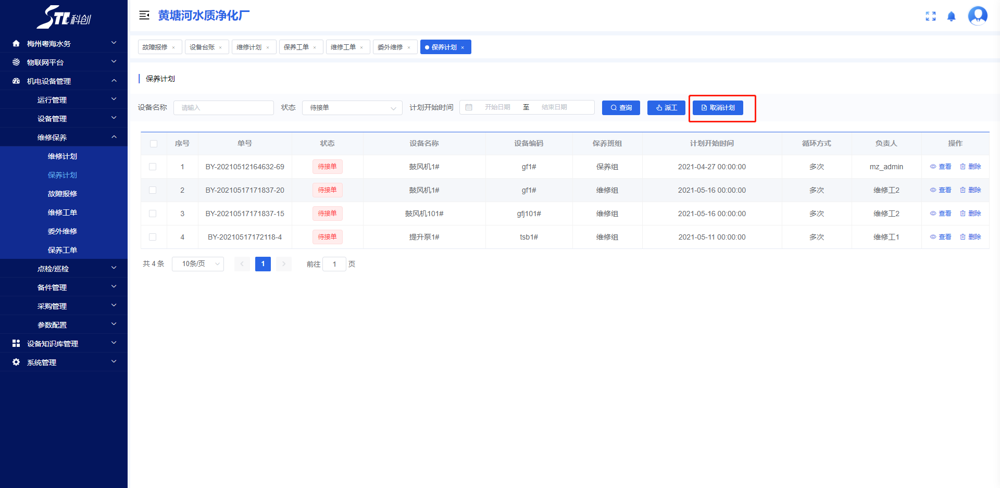 STC科创
黄塘河水质净化厂
梅州粤海水务
物联网平台
机电设备管理
运行管理
设备管理
维修保养
维修计划
保养计划
故障报修
维修工单
委外维修
保养工单
点检/巡检
备件管理
采购管理
参数配置
设备知识库管理
系统管理
故障报修 × 设备台账 × 维修计划 × 保养工单 × 维修工单 × 委外维修 × 保养计划 ×
保养计划
设备名称 请输入 状态 待接单 计划开始时间 开始日期 至 结束日期 查询 派工 取消计划
序号 单号 状态 设备名称 设备编码 保养班组 计划开始时间 循环方式 负责人 操作
1 BY-20210512164632-69 待接单 鼓风机1# gf1# 保养组 2021-04-27 00:00:00 多次 mz_admin 查看 删除
2 BY-20210517171837-20 待接单 鼓风机1# gf1# 维修组 2021-05-16 00:00:00 多次 维修工2 查看 删除
3 BY-20210517171837-15 待接单 鼓风机101# gfj101# 维修组 2021-05-16 00:00:00 多次 维修工2 查看 删除
4 BY-20210517172118-4 待接单 提升泵1# tsb1# 维修组 2021-05-11 00:00:00 多次 维修工1 查看 删除
共 4 条 10条/页 1 前往 1 页